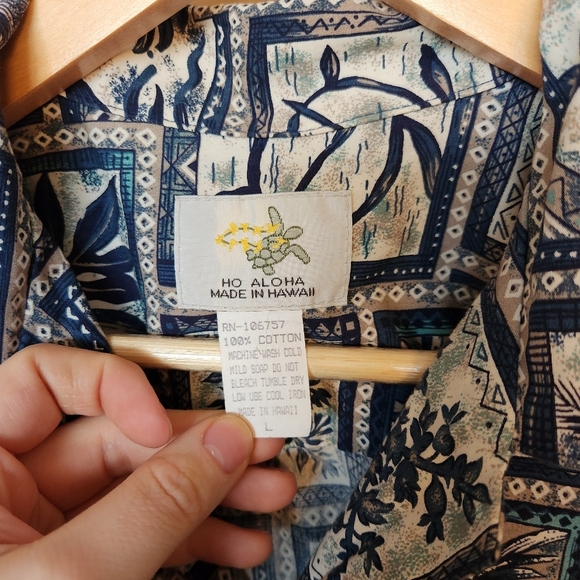 HO ALOHA
MADE IN HAWAII
RN-106757
100% COTTON
MACHINE WASH COLD
MILD SOAP DO NOT
BLEACH TUMBLE DRY
LOW USE COOL IRON
MADE IN HAWAII
L